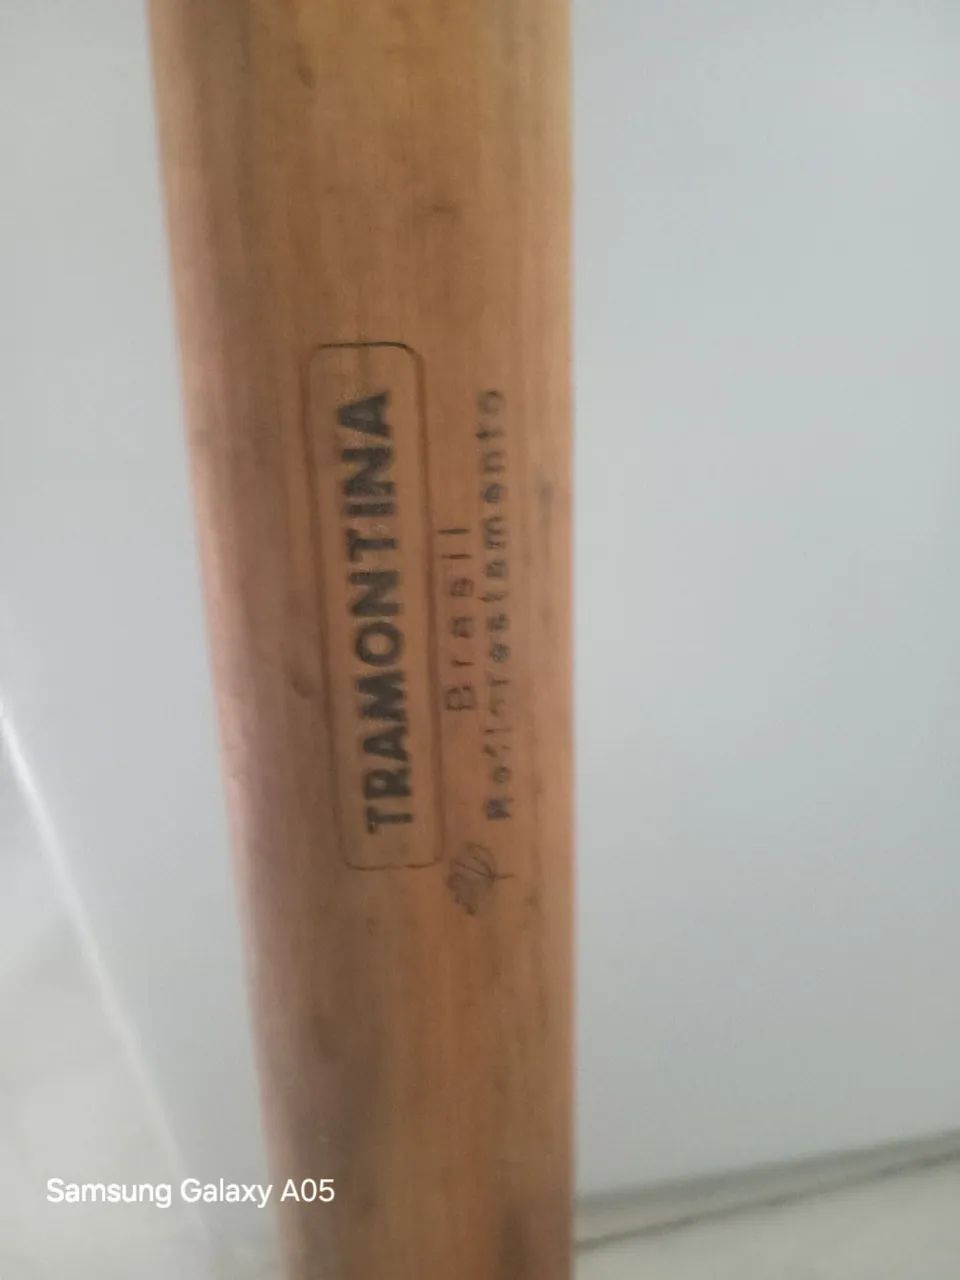 TRAMONTINA
Brasil
Reflorestamento
Samsung Galaxy A05